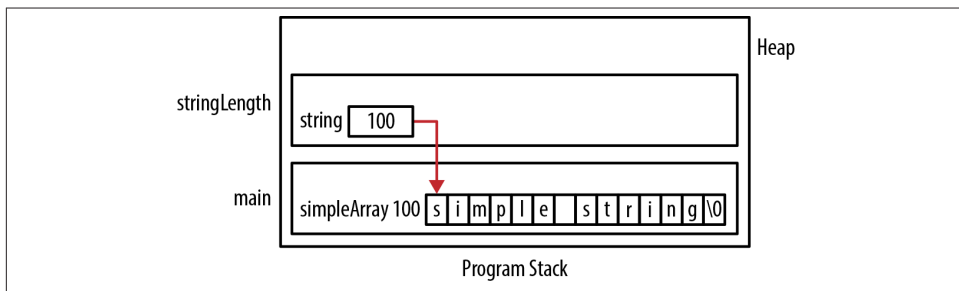 Heap
stringLength
string 100
main
simpleArray 100 s i m p l e s t r i n g \0
Program Stack